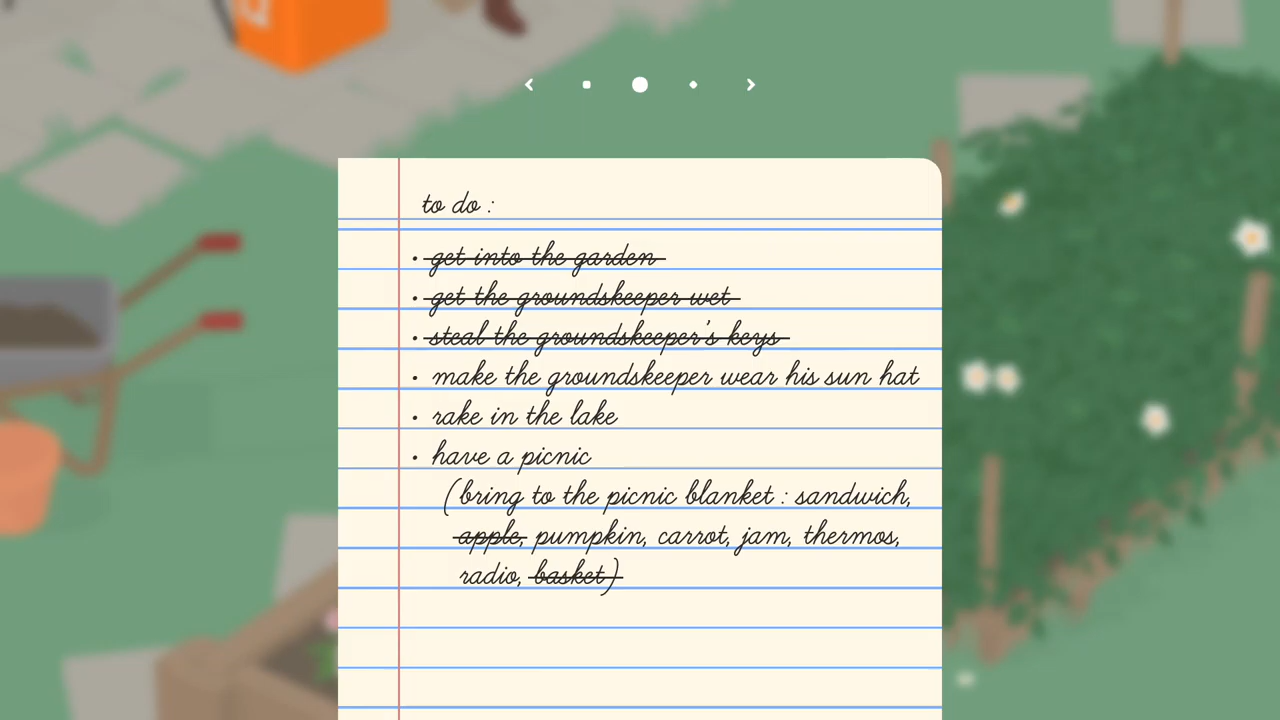 to do :
• get into the garden
• get the groundskeeper wet
• steal the groundskeeper's keys
• make the groundskeeper wear his sun hat
• rake in the lake
• have a picnic
(bring to the picnic blanket : sandwich,
apple, pumpkin, carrot, jam, thermos,
radio, basket)